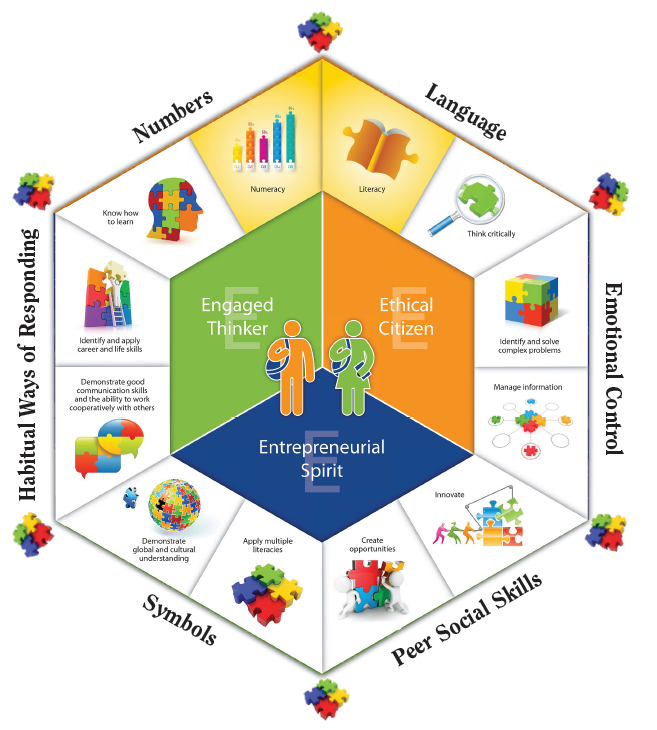 Numbers
Language
Numeracy
Literacy
Know how
to learn
Think critically
Identify and apply
career and life skills
Identify and solve
complex problems
Engaged
Thinker
E
Ethical
Citizen
E
Habitual Ways of Responding
Emotional Control
Demonstrate good
communication skills
and the ability to work
cooperatively with others
Manage information
Entrepreneurial
Spirit
E
Demonstrate
global and cultural
understanding
Apply multiple
literacies
Create
opportunities
Innovate
Symbols
Peer Social Skills